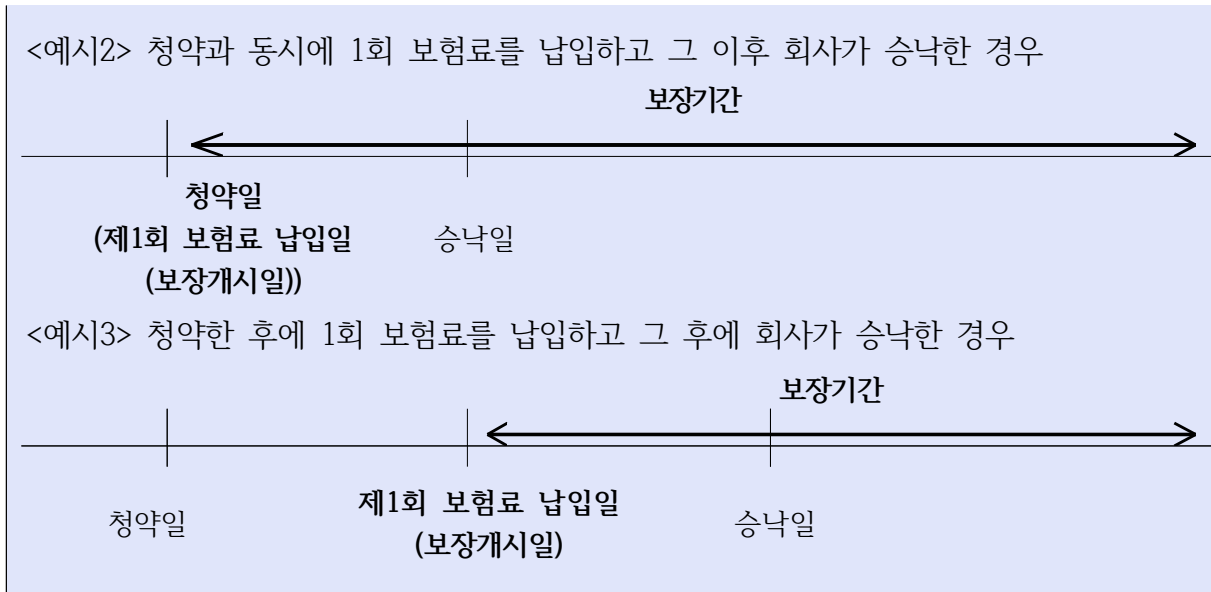 <예시2> 청약과 동시에 1회 보험료를 납입하고 그 이후 회사가 승낙한 경우
보장기간
청약일
(제1회 보험료 납입일
(보장개시일))
승낙일
<예시3> 청약한 후에 1회 보험료를 납입하고 그 후에 회사가 승낙한 경우
보장기간
청약일
제1회 보험료 납입일
(보장개시일)
승낙일